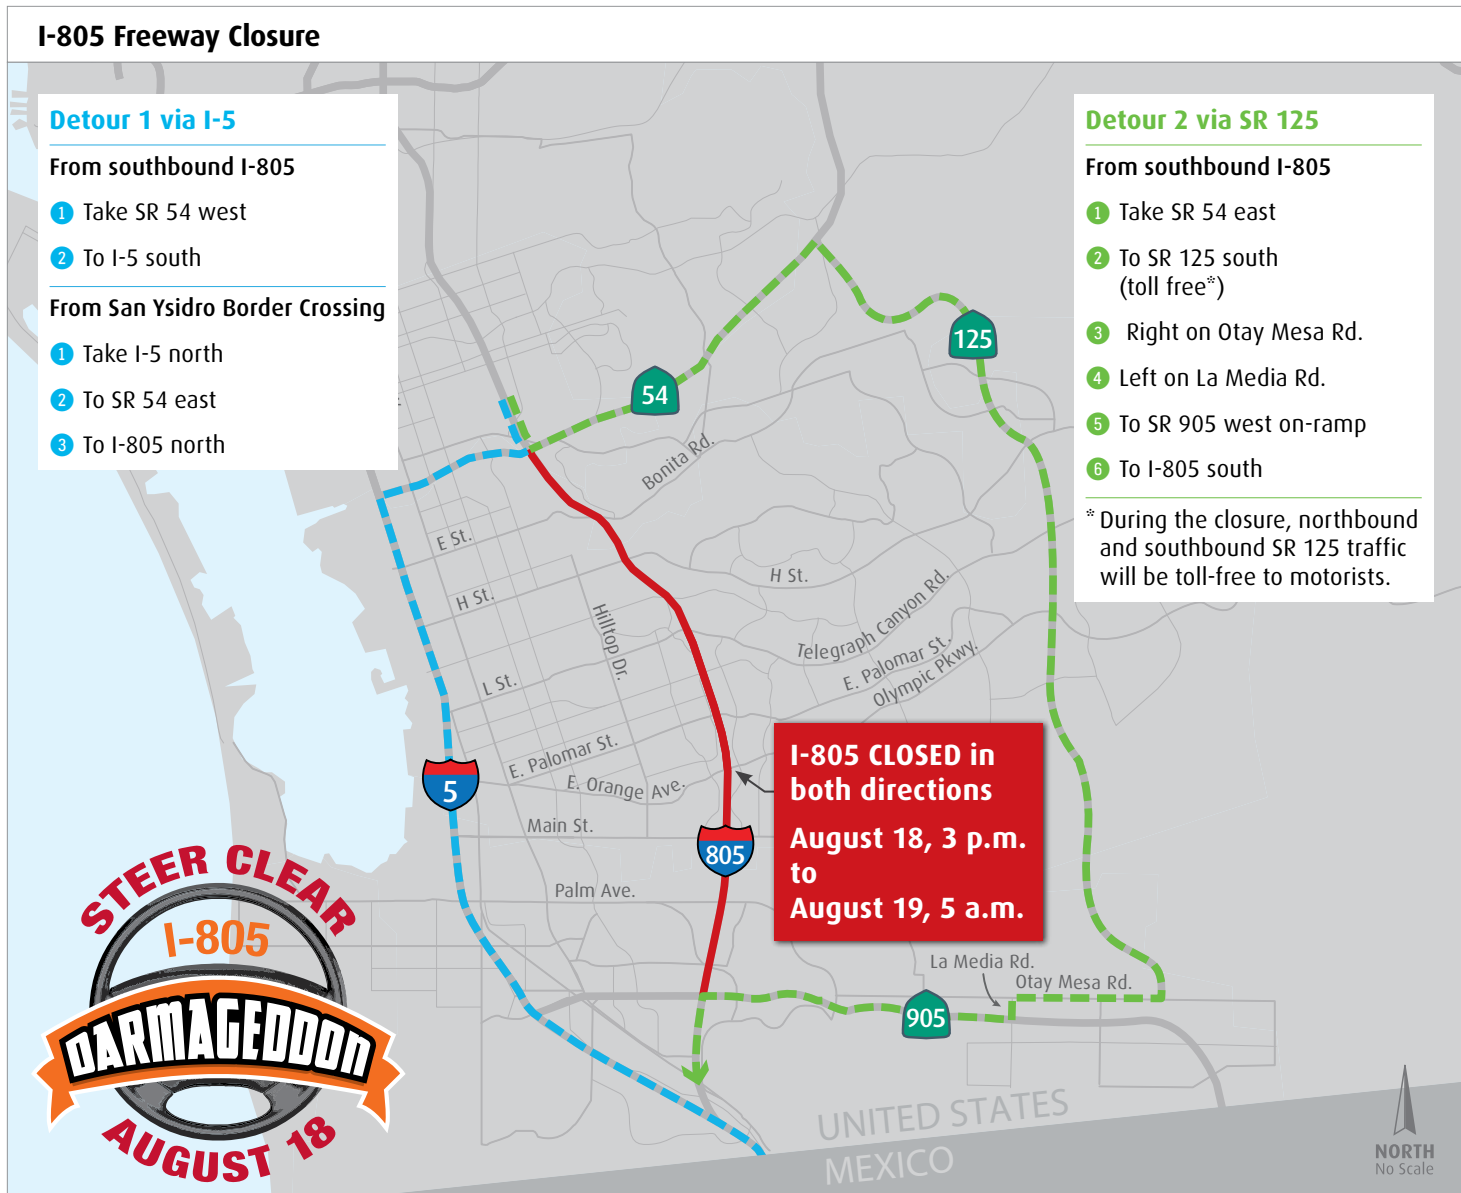 I-805 Freeway Closure
Detour 1 via I-5
From southbound I-805
1 Take SR 54 west
2 To I-5 south
From San Ysidro Border Crossing
1 Take I-5 north
2 To SR 54 east
3 To I-805 north
Detour 2 via SR 125
From southbound I-805
1 Take SR 54 east
2 To SR 125 south
(toll free*)
3 Right on Otay Mesa Rd.
4 Left on La Media Rd.
5 To SR 905 west on-ramp
6 To I-805 south
* During the closure, northbound
and southbound SR 125 traffic
will be toll-free to motorists.
125
54
Bonita Rd.
E St.
H St.
H St.
Hilltop Dr.
Telegraph Canyon Rd.
E. Palomar St.
Olympic Pkwy.
L St.
E. Palomar St.
E. Orange Ave.
5
Main St.
805
Palm Ave.
I-805 CLOSED in
both directions
August 18, 3 p.m.
to
August 19, 5 a.m.
La Media Rd.
Otay Mesa Rd.
905
STEER CLEAR
I-805
DARMAGEDDON
AUGUST 18
UNITED STATES
MEXICO
NORTH
No Scale